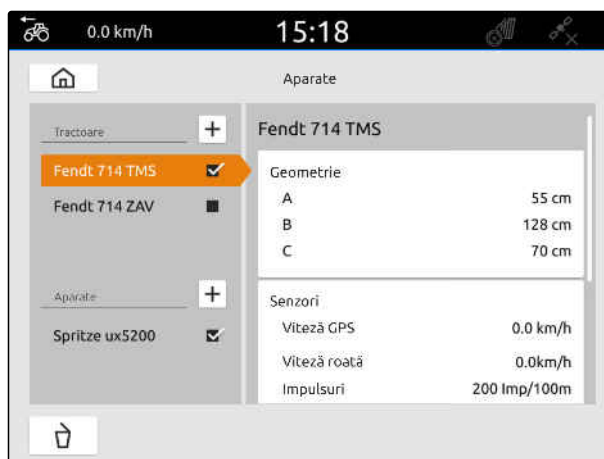 0.0 km/h
15:18
Aparate
Tractoare
+
Fendt 714 TMS
Fendt 714 ZAV
Aparate
+
Spritze ux5200
Fendt 714 TMS
Geometrie
A 55 cm
B 128 cm
C 70 cm
Senzori
Viteză GPS 0.0 km/h
Viteză roată 0.0km/h
Impulsuri 200 Imp/100m